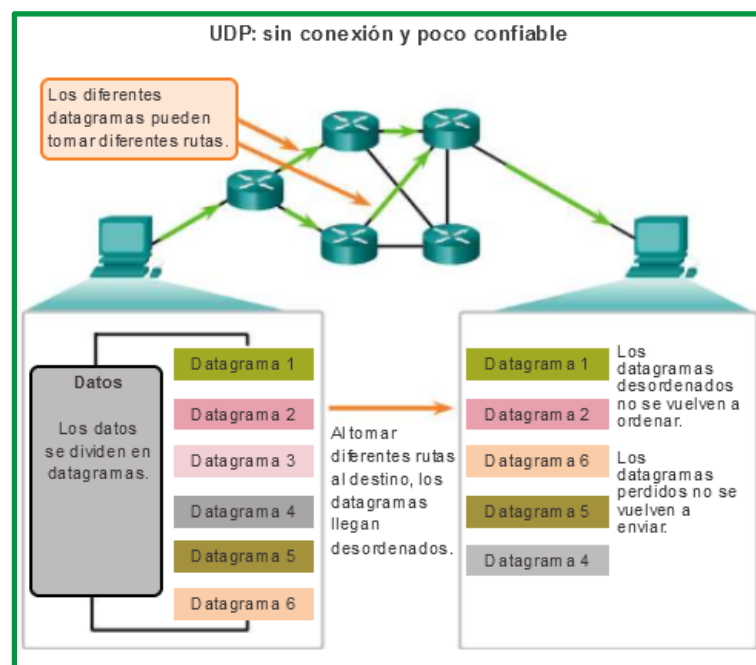 UDP: sin conexión y poco confiable
Los diferentes
datagramas pueden
tomar diferentes rutas.
Datos
Los datos
se dividen en
datagramas.
Datagrama 1
Datagrama 2
Datagrama 3
Datagrama 4
Datagrama 5
Datagrama 6
Al tomar
diferentes rutas
al destino, los
datagramas
llegan
desordenados.
Datagrama 1
Datagrama 2
Datagrama 6
Datagrama 5
Datagrama 4
Los
datagramas
desordenados
no se vuelven a
ordenar.
Los
datagramas
perdidos no se
vuelven a
enviar.